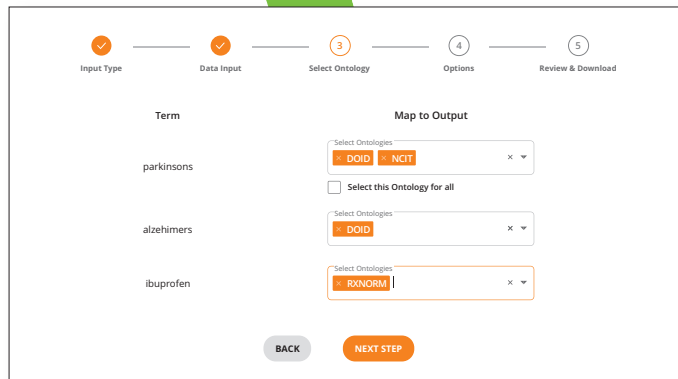 3 4 5
Input Type Data Input Select Ontology Options Review & Download
Term Map to Output
Select Ontologies
parkinsons × DOID × NCIT ×
Select this Ontology for all
Select Ontologies
alzehimers × DOID ×
Select Ontologies
ibuprofen × RXNORM ×
BACK NEXT STEP